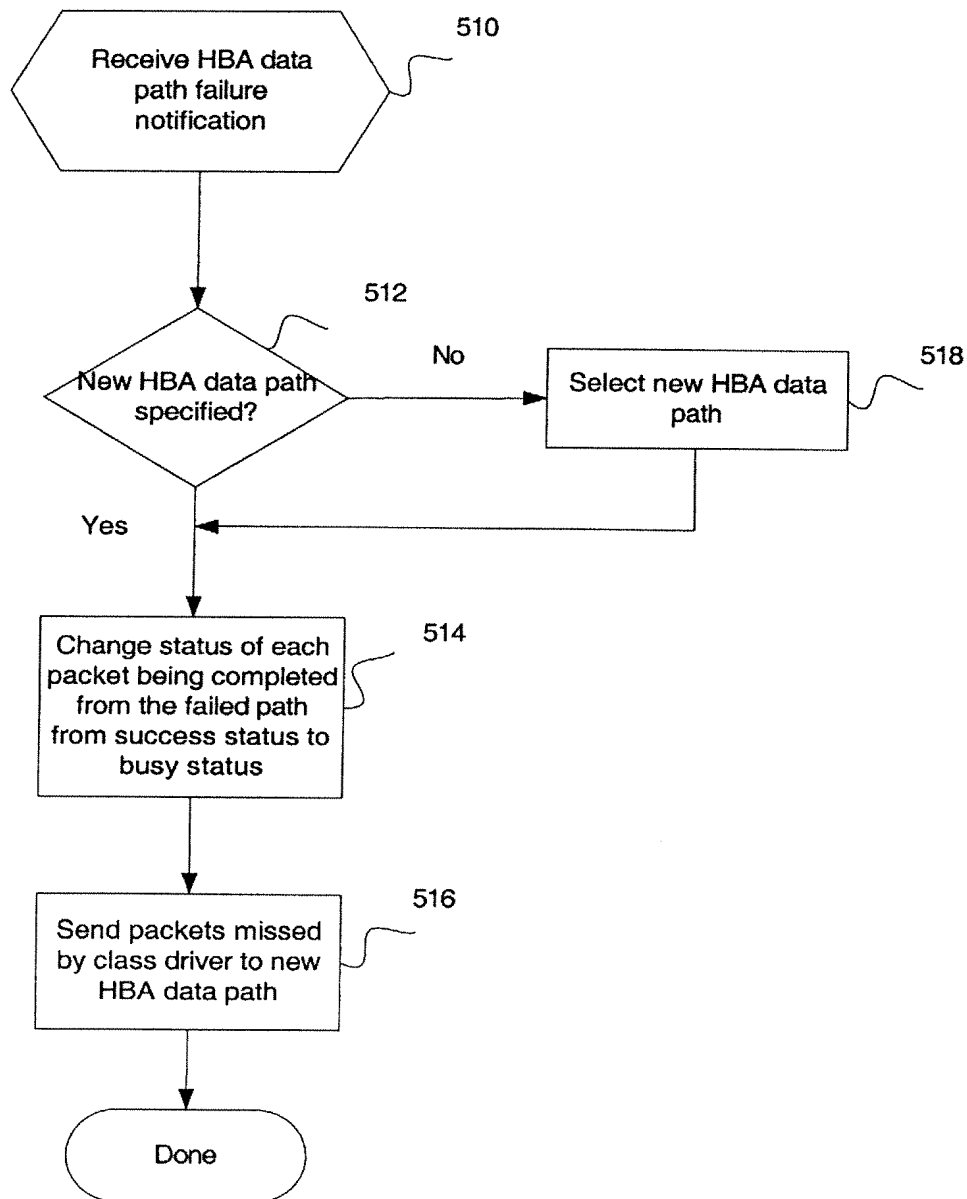 510
Receive HBA data
path failure
notification
512
New HBA data path
specified?
No
518
Select new HBA data
path
Yes
514
Change status of each
packet being completed
from the failed path
from success status to
busy status
516
Send packets missed
by class driver to new
HBA data path
Done